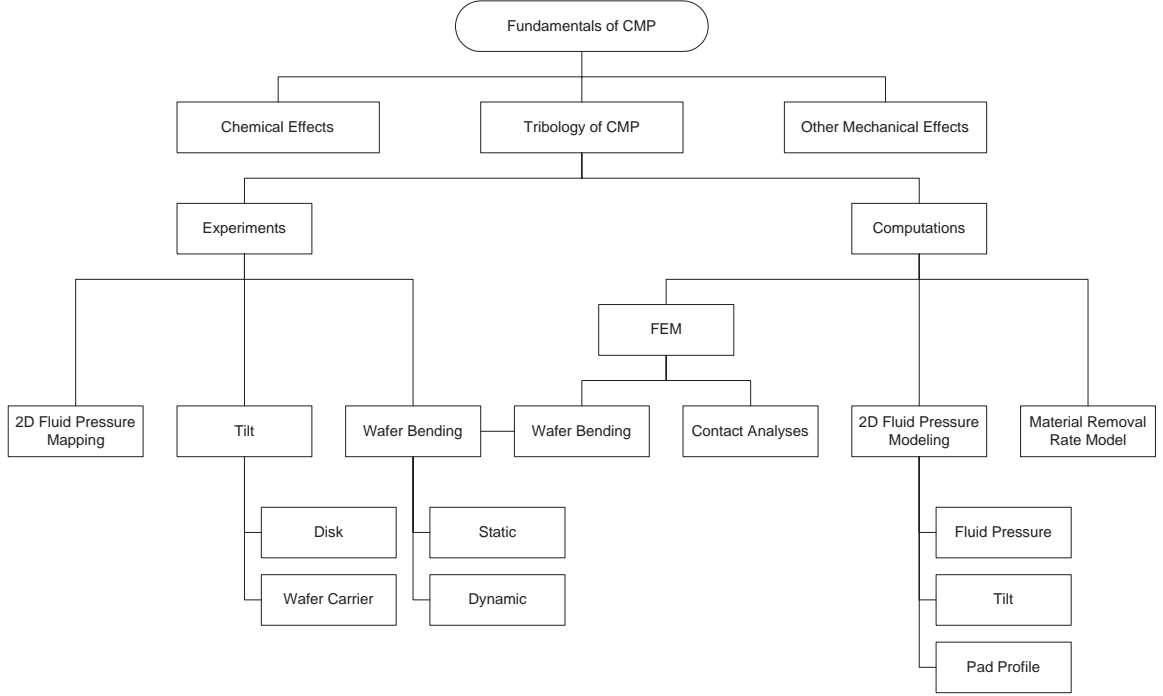 Fundamentals of CMP
Chemical Effects
Tribology of CMP
Other Mechanical Effects
Experiments
Computations
FEM
2D Fluid Pressure
Mapping
Tilt
Wafer Bending
Wafer Bending
Contact Analyses
2D Fluid Pressure
Modeling
Material Removal
Rate Model
Disk
Static
Fluid Pressure
Wafer Carrier
Dynamic
Tilt
Pad Profile